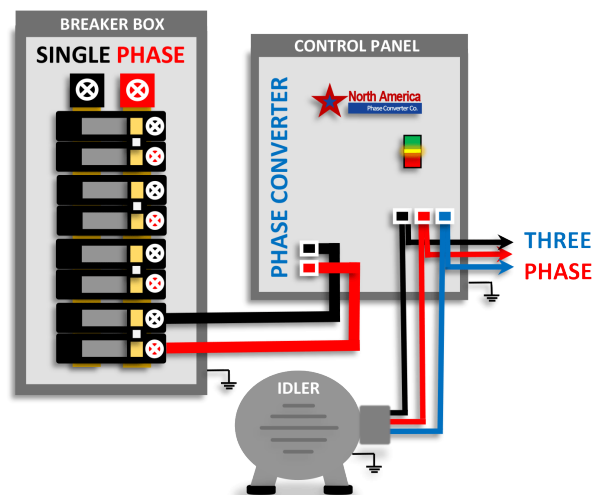 BREAKER BOX
SINGLE PHASE
CONTROL PANEL
PHASE CONVERTER
North America
Phase Converter Co.
THREE
PHASE
IDLER